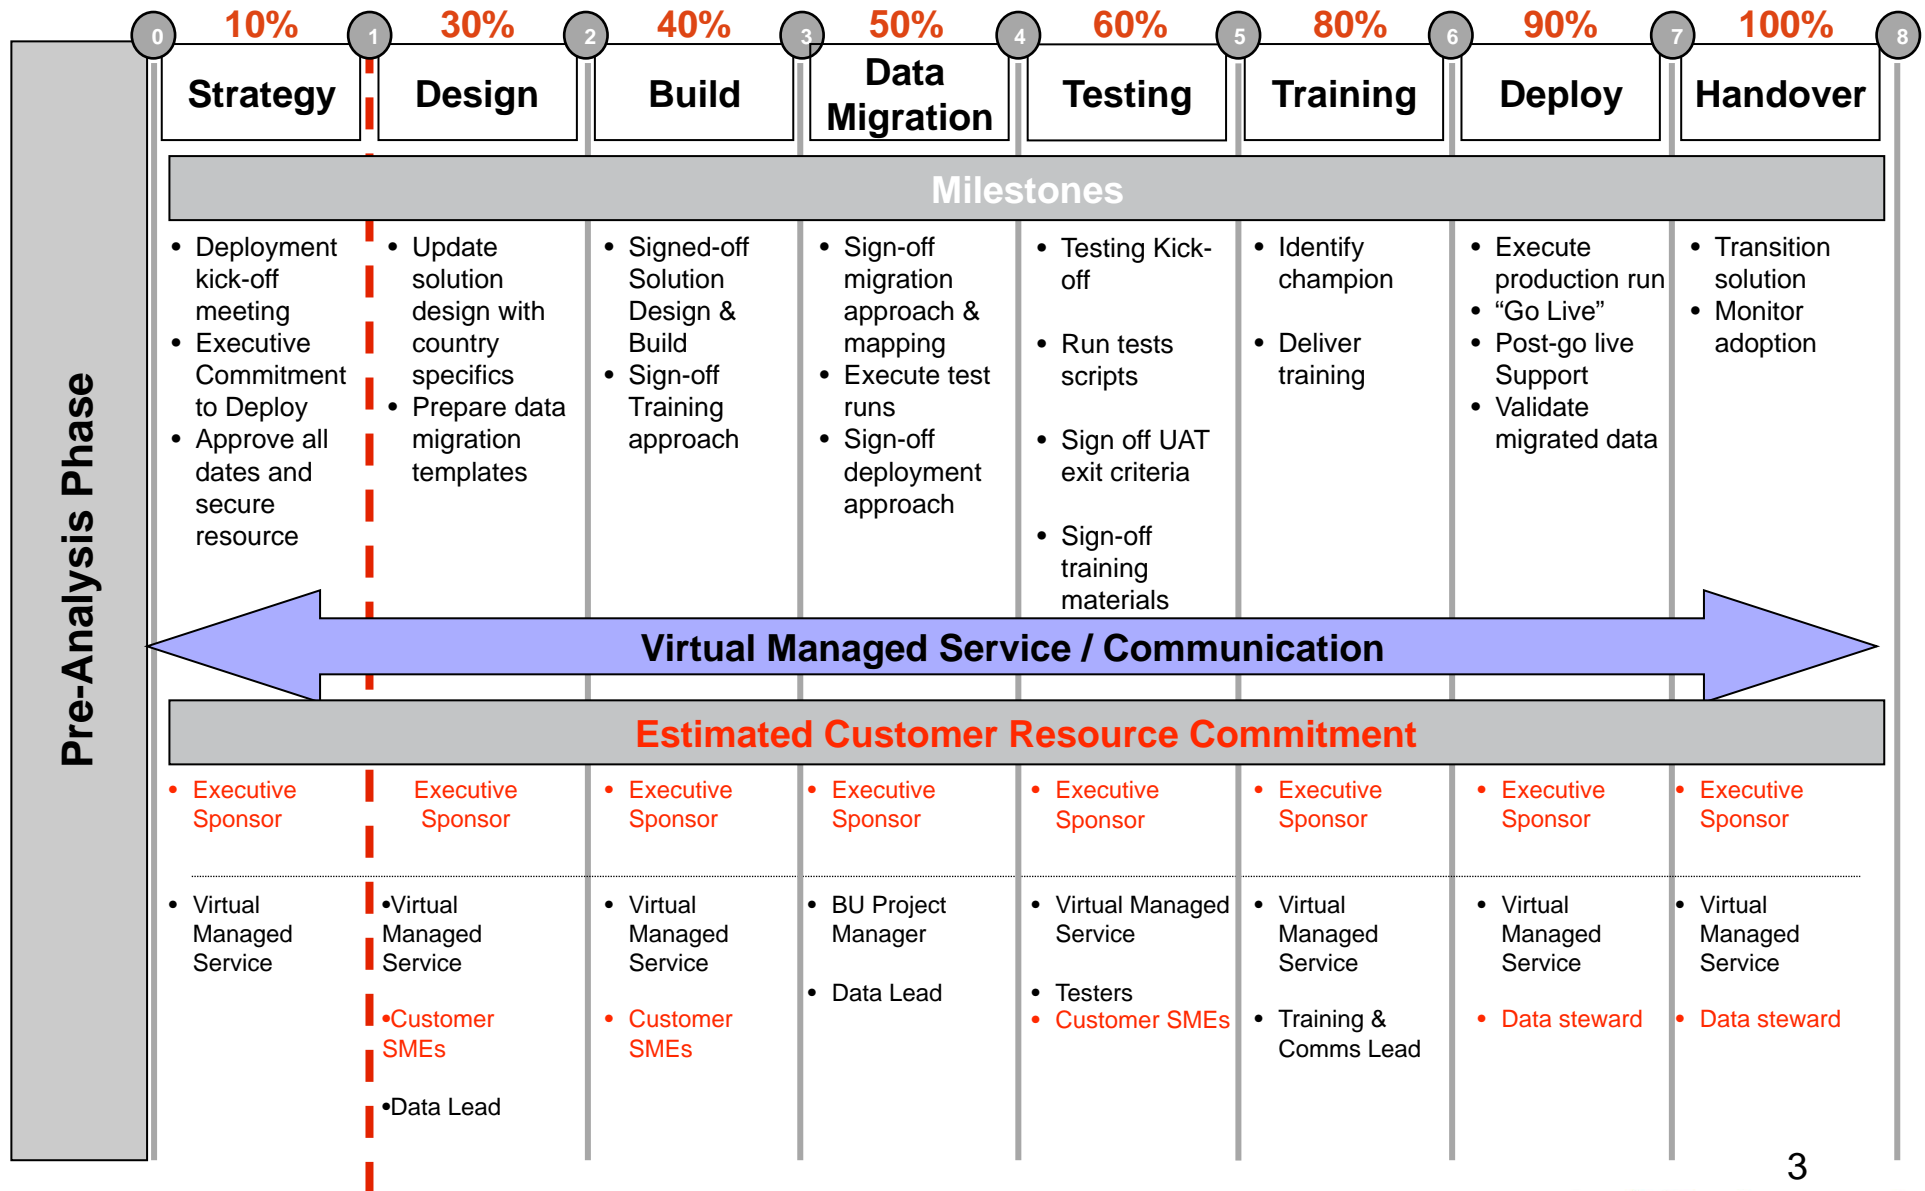 0
10%
1
30%
2
40%
3
50%
4
60%
5
80%
6
90%
7
100%
8
Pre-Analysis Phase
Strategy
Design
Build
Data
Migration
Testing
Training
Deploy
Handover
Milestones
• Deployment
kick-off
meeting
• Executive
Commitment
to Deploy
• Approve all
dates and
secure
resource
• Update
solution
design with
country
specifics
• Prepare data
migration
templates
• Signed-off
Solution
Design &
Build
• Sign-off
Training
approach
• Sign-off
migration
approach &
mapping
• Execute test
runs
• Sign-off
deployment
approach
• Testing Kick-
off
• Run tests
scripts
• Sign off UAT
exit criteria
• Sign-off
training
materials
• Identify
champion
• Deliver
training
• Execute
production run
• “Go Live”
• Post-go live
Support
• Validate
migrated data
• Transition
solution
• Monitor
adoption
Virtual Managed Service / Communication
Estimated Customer Resource Commitment
• Executive
Sponsor
Executive
Sponsor
• Executive
Sponsor
• Executive
Sponsor
• Executive
Sponsor
• Executive
Sponsor
• Executive
Sponsor
• Executive
Sponsor
• Virtual
Managed
Service
•Virtual
Managed
Service
•Customer
SMEs
•Data Lead
• Virtual
Managed
Service
• Customer
SMEs
• BU Project
Manager
• Data Lead
• Virtual Managed
Service
• Testers
• Customer SMEs
• Virtual
Managed
Service
• Training &
Comms Lead
• Virtual
Managed
Service
• Data steward
• Virtual
Managed
Service
• Data steward
3